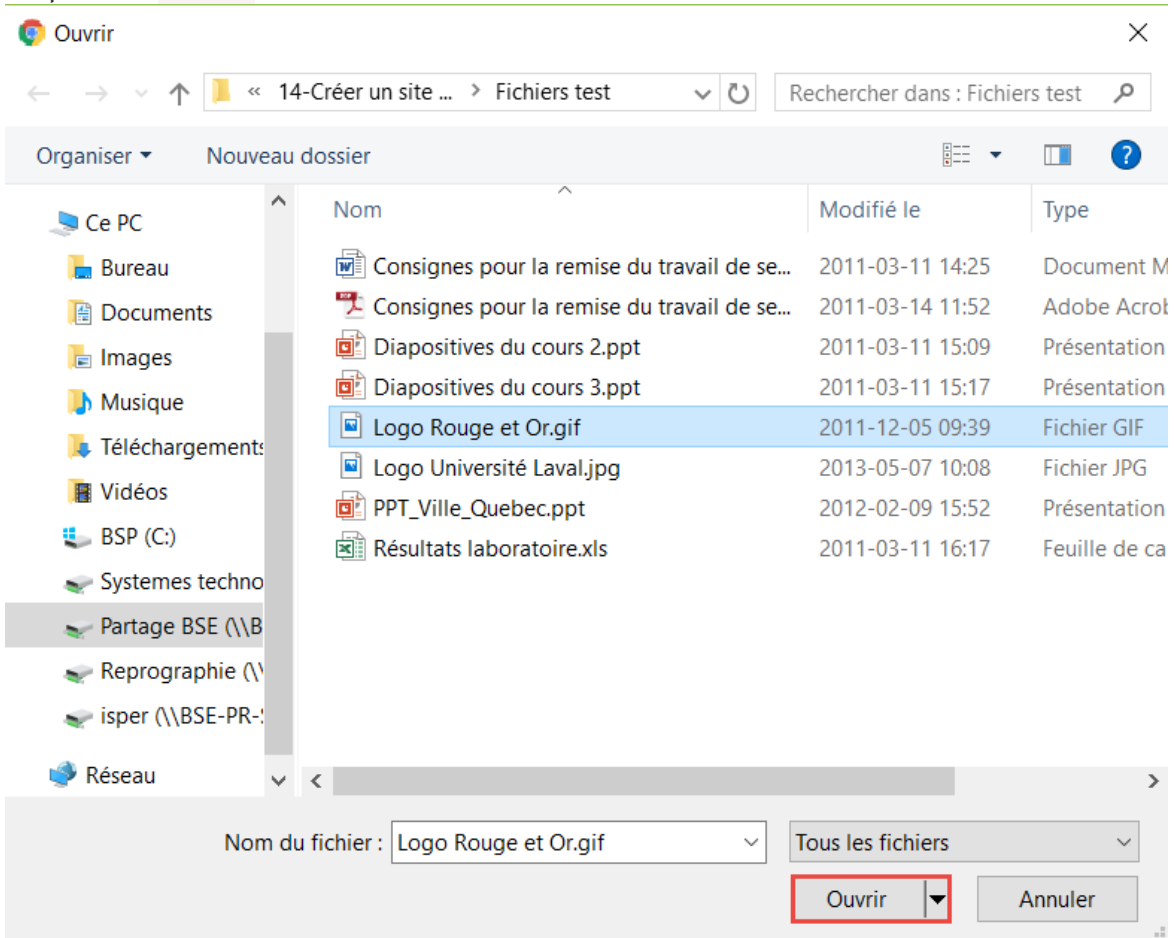 Ouvrir
« 14-Créer un site ... > Fichiers test
Rechercher dans : Fichiers test
Organiser
Nouveau dossier
Nom
Modifié le
Type
Ce PC
Bureau
Documents
Images
Musique
Téléchargements
Vidéos
BSP (C:)
Systemes techno
Partage BSE (\\B
Reprographie (\\
isper (\\BSE-PR-S
Réseau
Consignes pour la remise du travail de se... 2011-03-11 14:25 Document M
Consignes pour la remise du travail de se... 2011-03-14 11:52 Adobe Acrob
Diapositives du cours 2.ppt 2011-03-11 15:09 Présentation
Diapositives du cours 3.ppt 2011-03-11 15:17 Présentation
Logo Rouge et Or.gif 2011-12-05 09:39 Fichier GIF
Logo Université Laval.jpg 2013-05-07 10:08 Fichier JPG
PPT_Ville_Quebec.ppt 2012-02-09 15:52 Présentation
Résultats laboratoire.xls 2011-03-11 16:17 Feuille de ca
Nom du fichier : Logo Rouge et Or.gif
Tous les fichiers
Ouvrir
Annuler